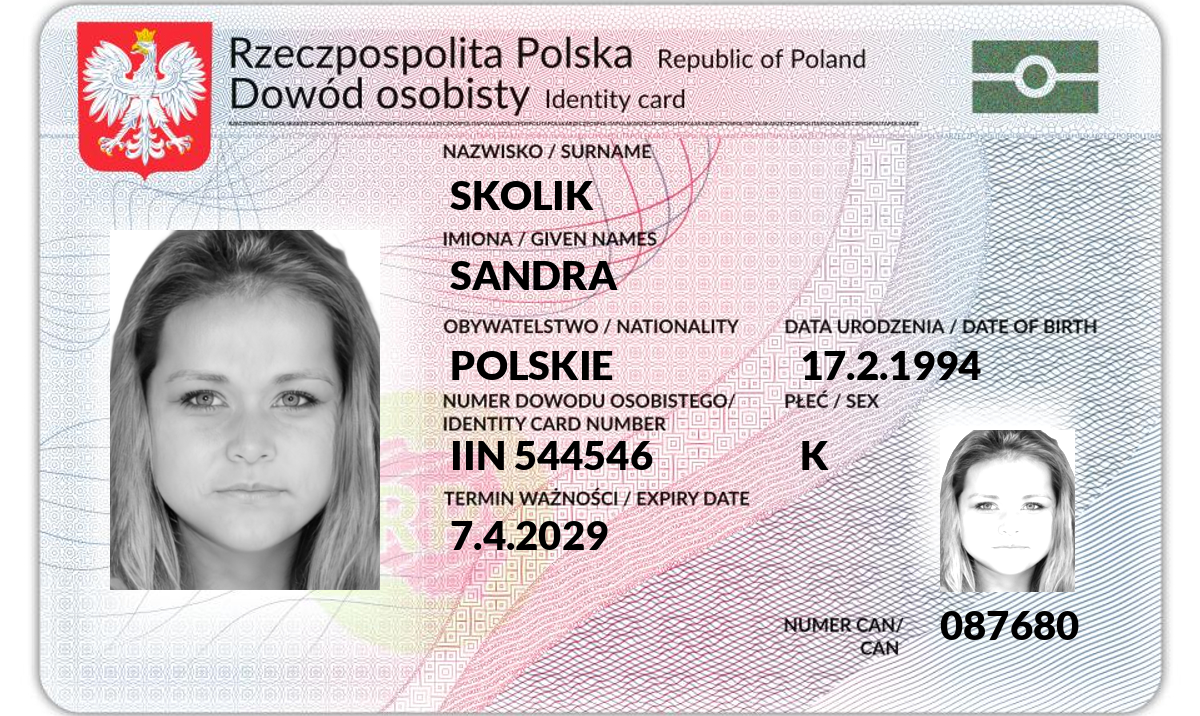 Rzeczpospolita Polska Republic of Poland
Dowód osobisty Identity card
NAZWISKO / SURNAME
SKOLIK
IMIONA / GIVEN NAMES
SANDRA
OBYWATELSTWO / NATIONALITY DATA URODZENIA / DATE OF BIRTH
POLSKIE 17.2.1994
NUMER DOWODU OSOBISTEGO/ PŁEĆ / SEX
IDENTITY CARD NUMBER
IIN 544546 K
TERMIN WAŻNOŚCI / EXPIRY DATE
7.4.2029
NUMER CAN/ 087680
CAN